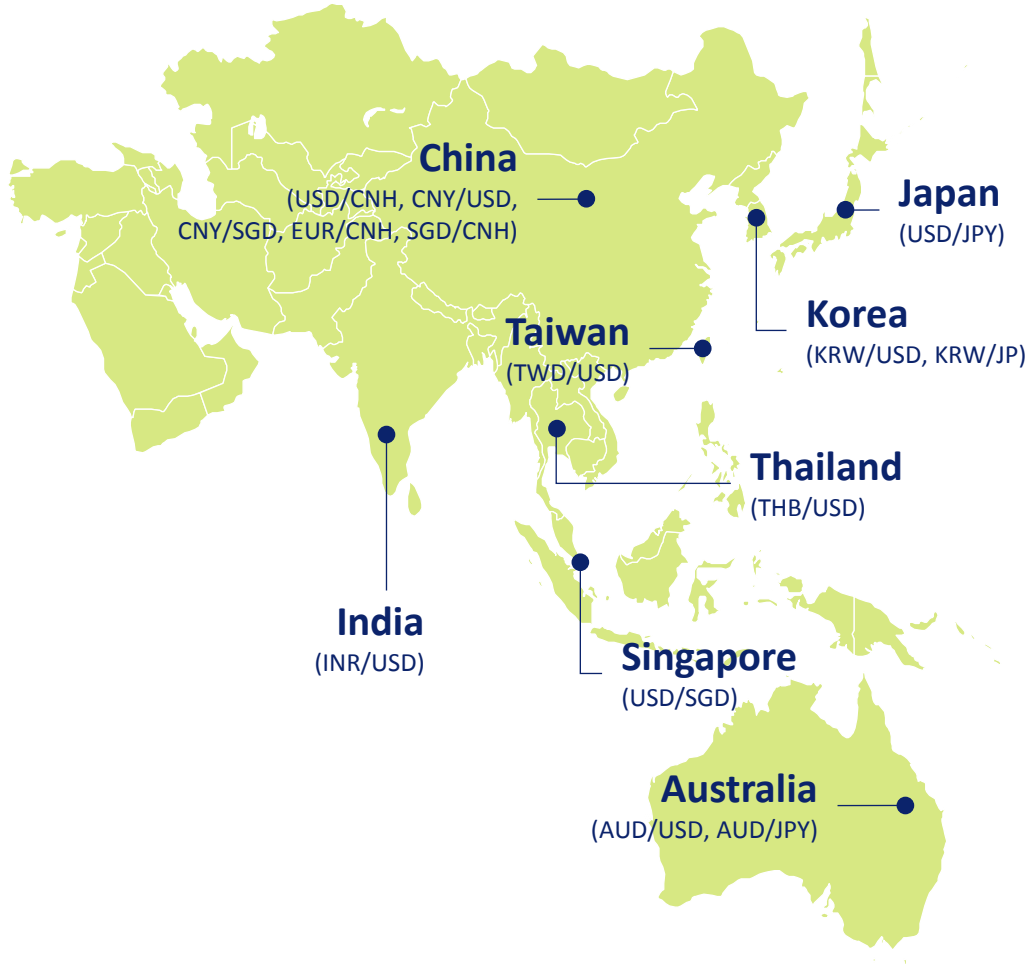 China
(USD/CNH, CNY/USD,
CNY/SGD, EUR/CNH, SGD/CNH)
Japan
(USD/JPY)
Korea
(KRW/USD, KRW/JP)
Taiwan
(TWD/USD)
Thailand
(THB/USD)
India
(INR/USD)
Singapore
(USD/SGD)
Australia
(AUD/USD, AUD/JPY)